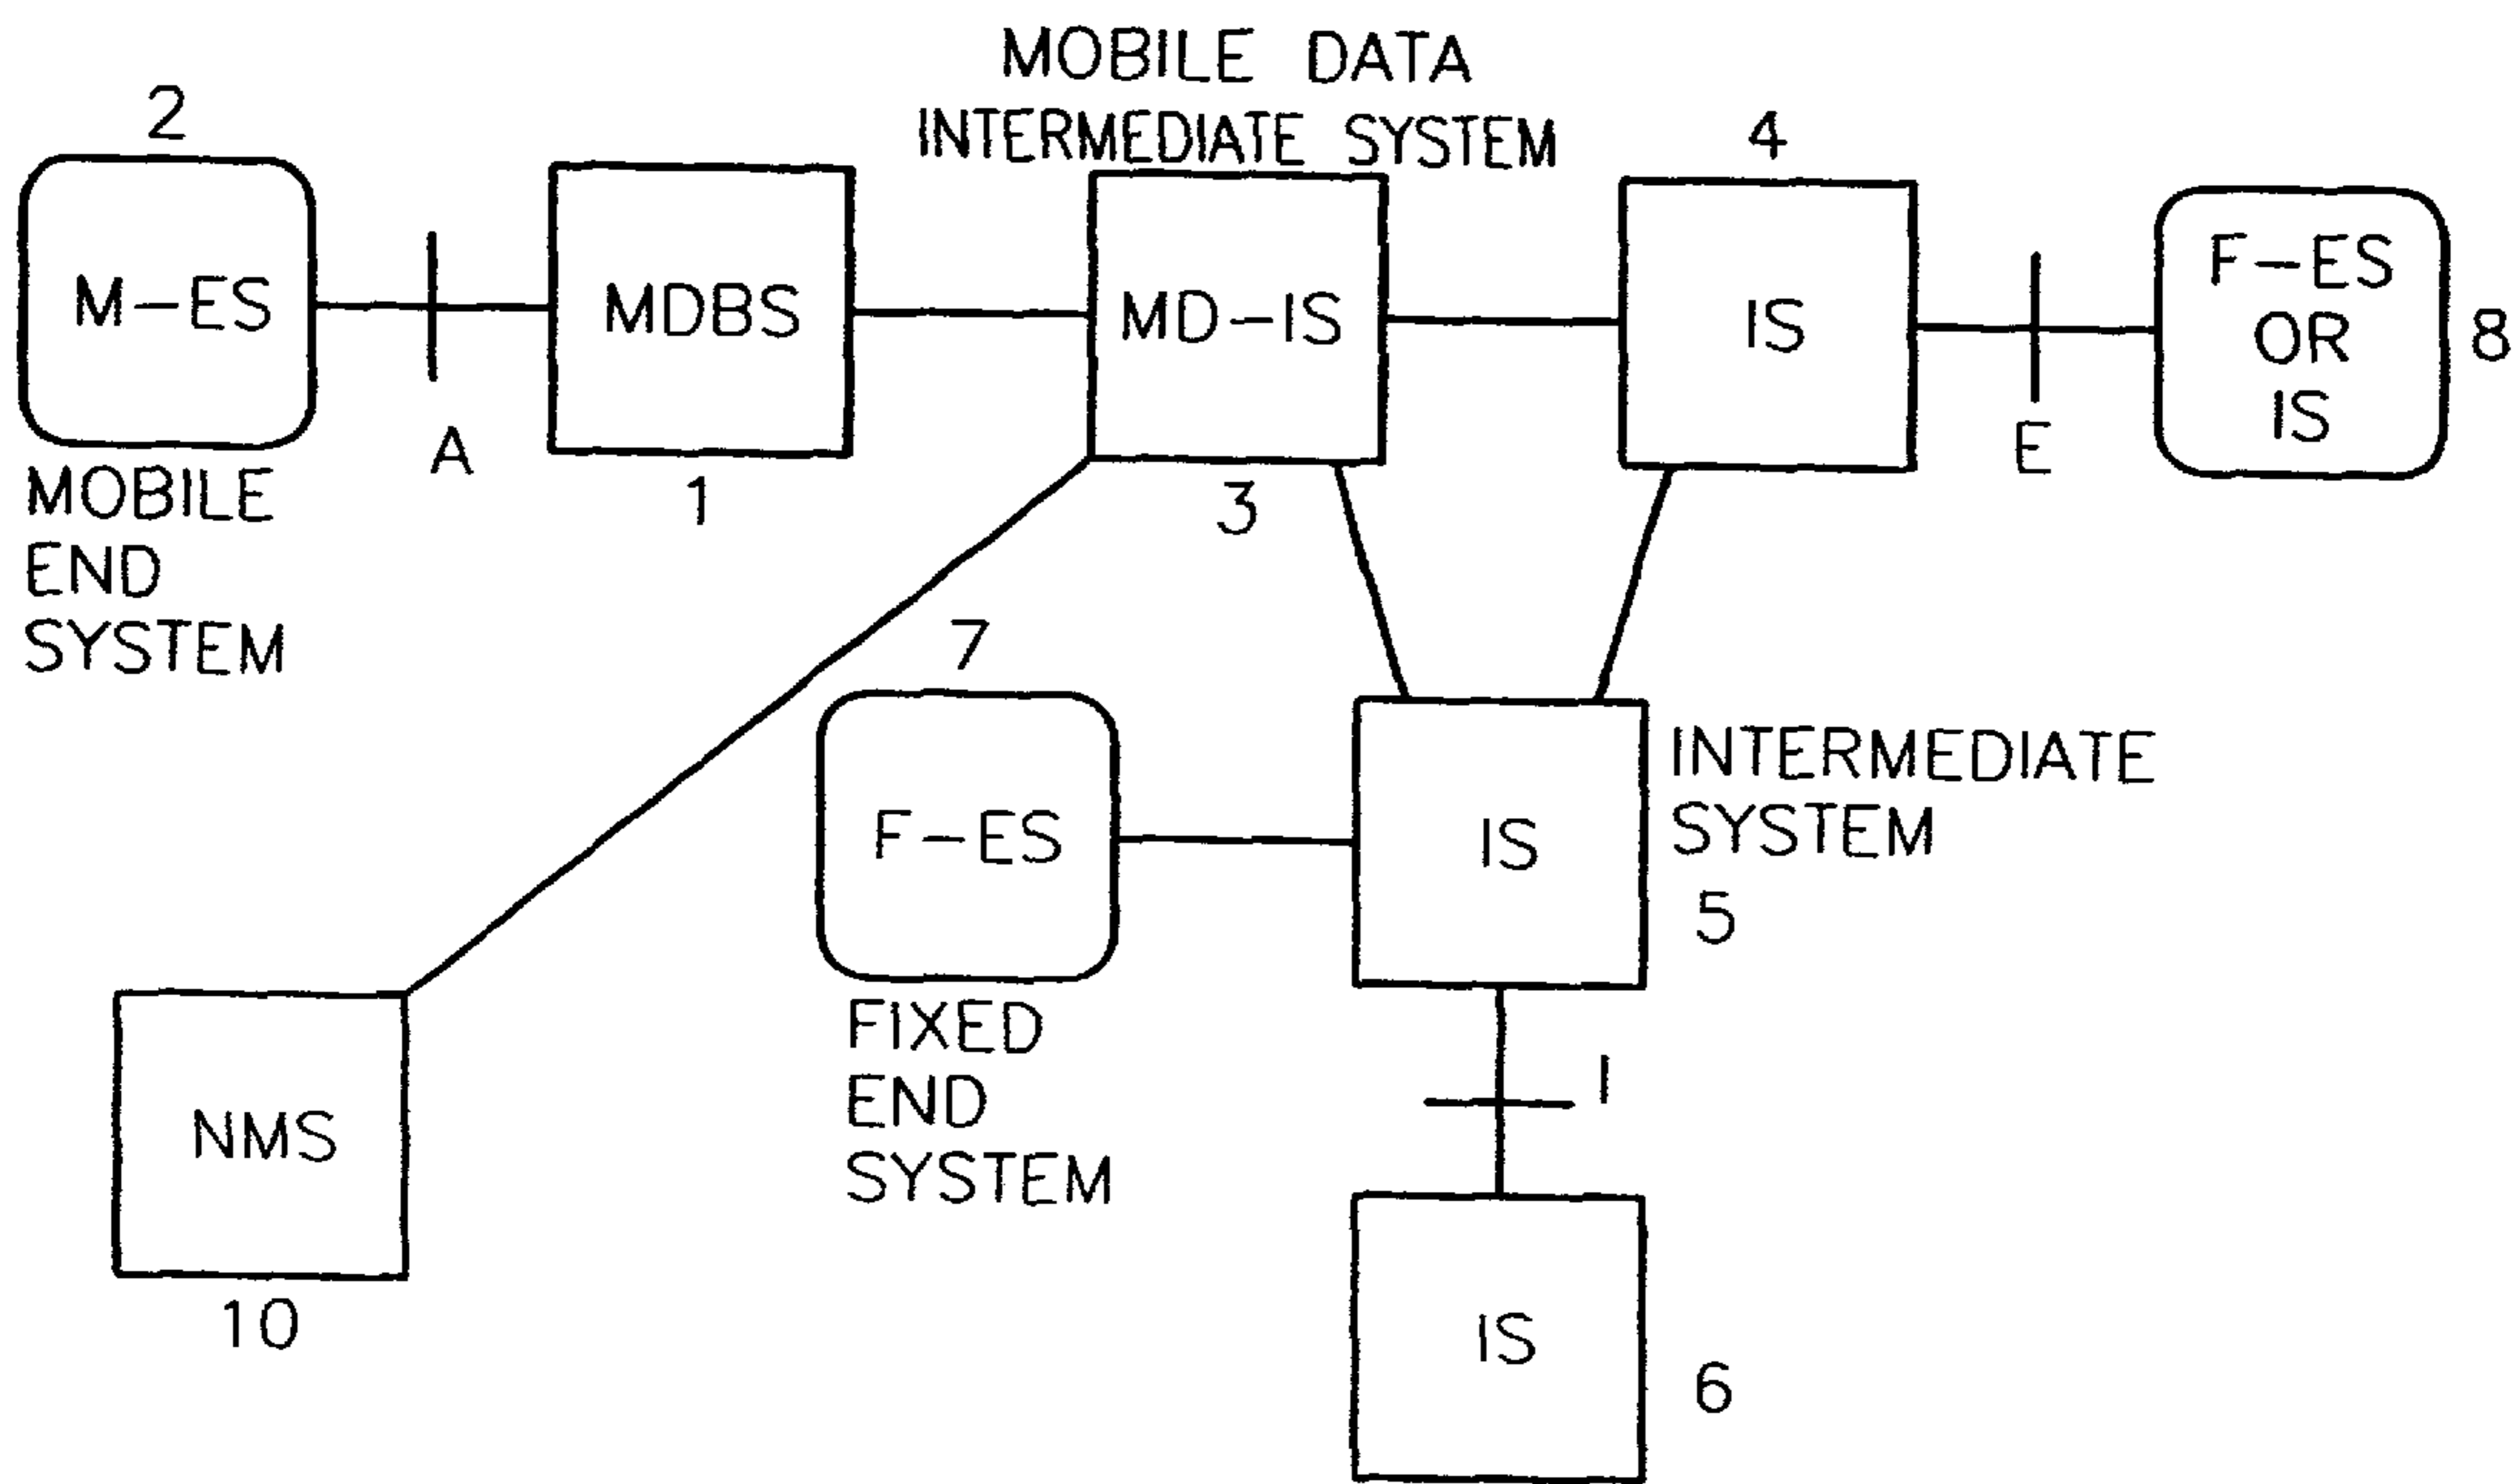 MOBILE DATA
INTERMEDIATE SYSTEM
2
4
M-ES
MDBS
MD-IS
IS
F-ES
OR
IS
8
A
E
MOBILE
END
SYSTEM
1
3
7
F-ES
IS
INTERMEDIATE
SYSTEM
5
FIXED
END
SYSTEM
I
NMS
10
IS
6